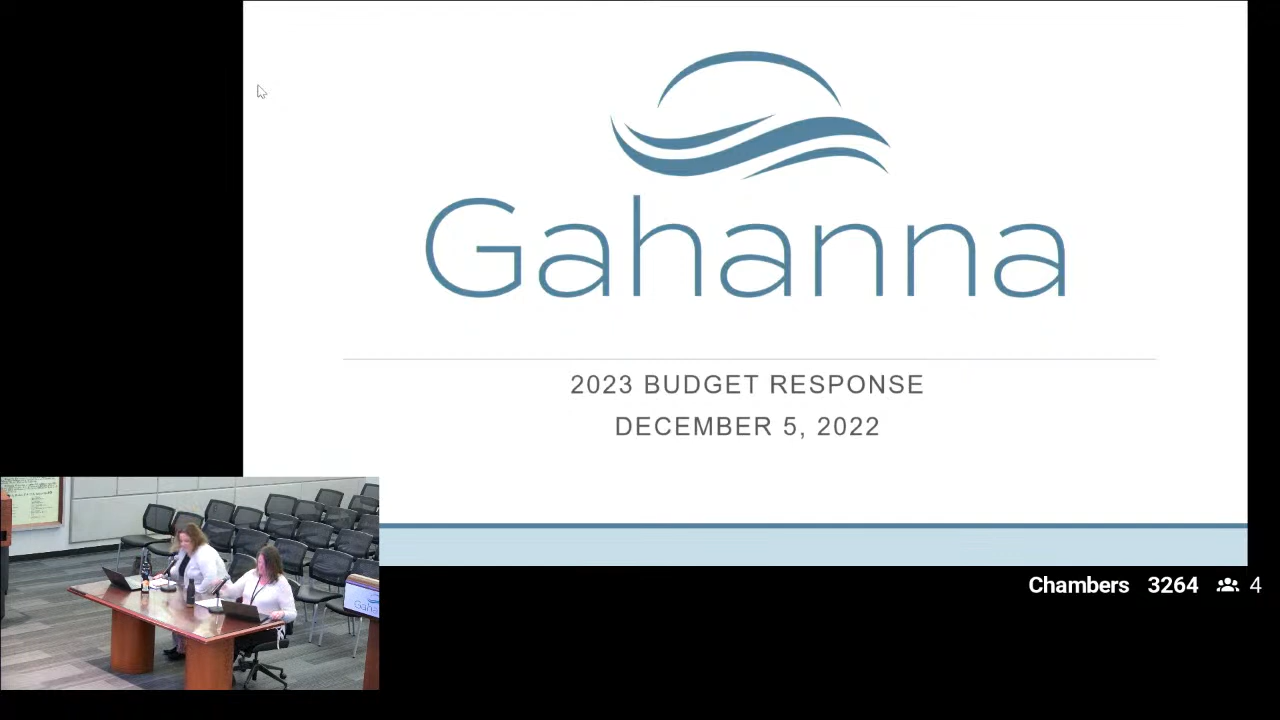 Gahanna
2023 BUDGET RESPONSE
DECEMBER 5, 2022
Chambers 3264 4